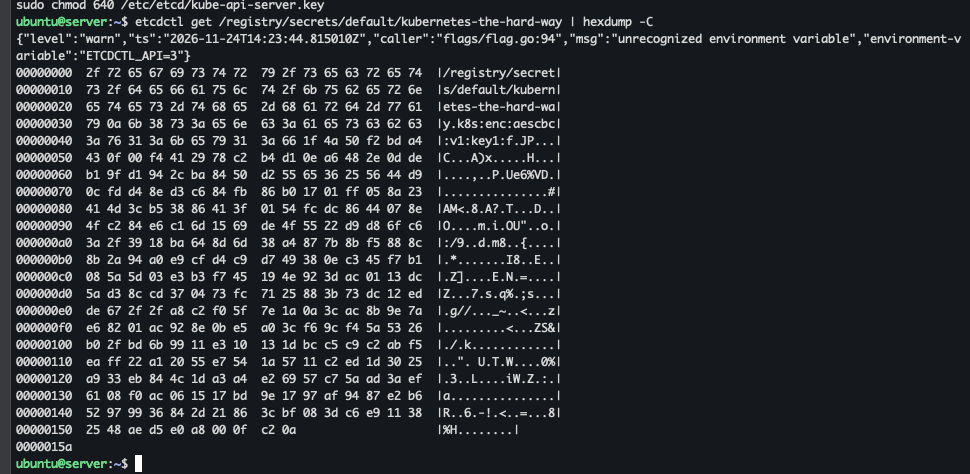 sudo chmod 640 /etc/etcd/kube-api-server.key
ubuntu@server:~$ etcdctl get /registry/secrets/default/kubernetes-the-hard-way | hexdump -C
{"level":"warn","ts":"2026-11-24T14:23:44.815010Z","caller":"flags/flag.go:94","msg":"unrecognized environment variable","environment-v
ariable":"ETCDCTL_API=3"}
00000000  2f 72 65 67 69 73 74 72  79 2f 73 65 63 72 65 74  |/registry/secret|
00000010  73 2f 64 65 66 61 75 6c  74 2f 6b 75 62 65 72 6e  |s/default/kubern|
00000020  65 74 65 73 2d 74 68 65  2d 68 61 72 64 2d 77 61  |etes-the-hard-wa|
00000030  79 0a 6b 38 73 3a 65 6e  63 3a 61 65 73 63 62 63  |y.k8s:enc:aescbc|
00000040  3a 76 31 3a 6b 65 79 31  3a 66 1f 4a 50 f2 bd a4  |:v1:key1:f.JP...|
00000050  43 0f 00 f4 41 29 78 c2  b4 d1 0e a6 48 2e 0d de  |C...A)x.....H...|
00000060  b1 9f d1 94 2c ba 84 50  d2 55 65 36 25 56 44 d9  |....,..P.Ue6%VD.|
00000070  0c fd d4 8e d3 c6 84 fb  86 b0 17 01 ff 05 8a 23  |...............#|
00000080  41 4d 3c b5 38 86 41 3f  01 54 fc dc 86 44 07 8e  |AM<.8.A?.T...D..|
00000090  4f c2 84 e6 c1 6d 15 69  de 4f 55 22 d9 d8 6f c6  |O....m.i.OU"..o.|
000000a0  3a 2f 39 18 ba 64 8d 6d  38 a4 87 7b 8b f5 88 8c  |:/9..d.m8..{....|
000000b0  8b 2a 94 a0 e9 cf d4 c9  d7 49 38 0e c3 45 f7 b1  |.*.......I8..E..|
000000c0  08 5a 5d 03 e3 b3 f7 45  19 4e 92 3d ac 01 13 dc  |.Z]....E.N.=....|
000000d0  5a d3 8c cd 37 04 73 fc  71 25 88 3b 73 dc 12 ed  |Z...7.s.q%.;s...|
000000e0  de 67 2f 2f a8 c2 f0 5f  7e 1a 0a 3c ac 8b 9e 7a  |.g//..._~..<...z|
000000f0  e6 82 01 ac 92 8e 0b e5  a0 3c f6 9c f4 5a 53 26  |.........<...ZS&|
00000100  b0 2f bd 6b 99 11 e3 10  13 1d bc c5 c9 c2 ab f5  |./.k............|
00000110  ea ff 22 a1 20 55 e7 54  1a 57 11 c2 ed 1d 30 25  |..". U.T.W....0%|
00000120  a9 33 eb 84 4c 1d a3 a4  e2 69 57 c7 5a ad 3a ef  |.3..L....iW.Z.:.|
00000130  61 08 f0 ac 06 15 17 bd  9e 17 97 af 94 87 e2 b6  |a...............|
00000140  52 97 99 36 84 2d 21 86  3c bf 08 3d c6 e9 11 38  |R..6.-!.<..=...8|
00000150  25 48 ae d5 e0 a8 00 0f  c2 0a                    |%H........|
0000015a
ubuntu@server:~$